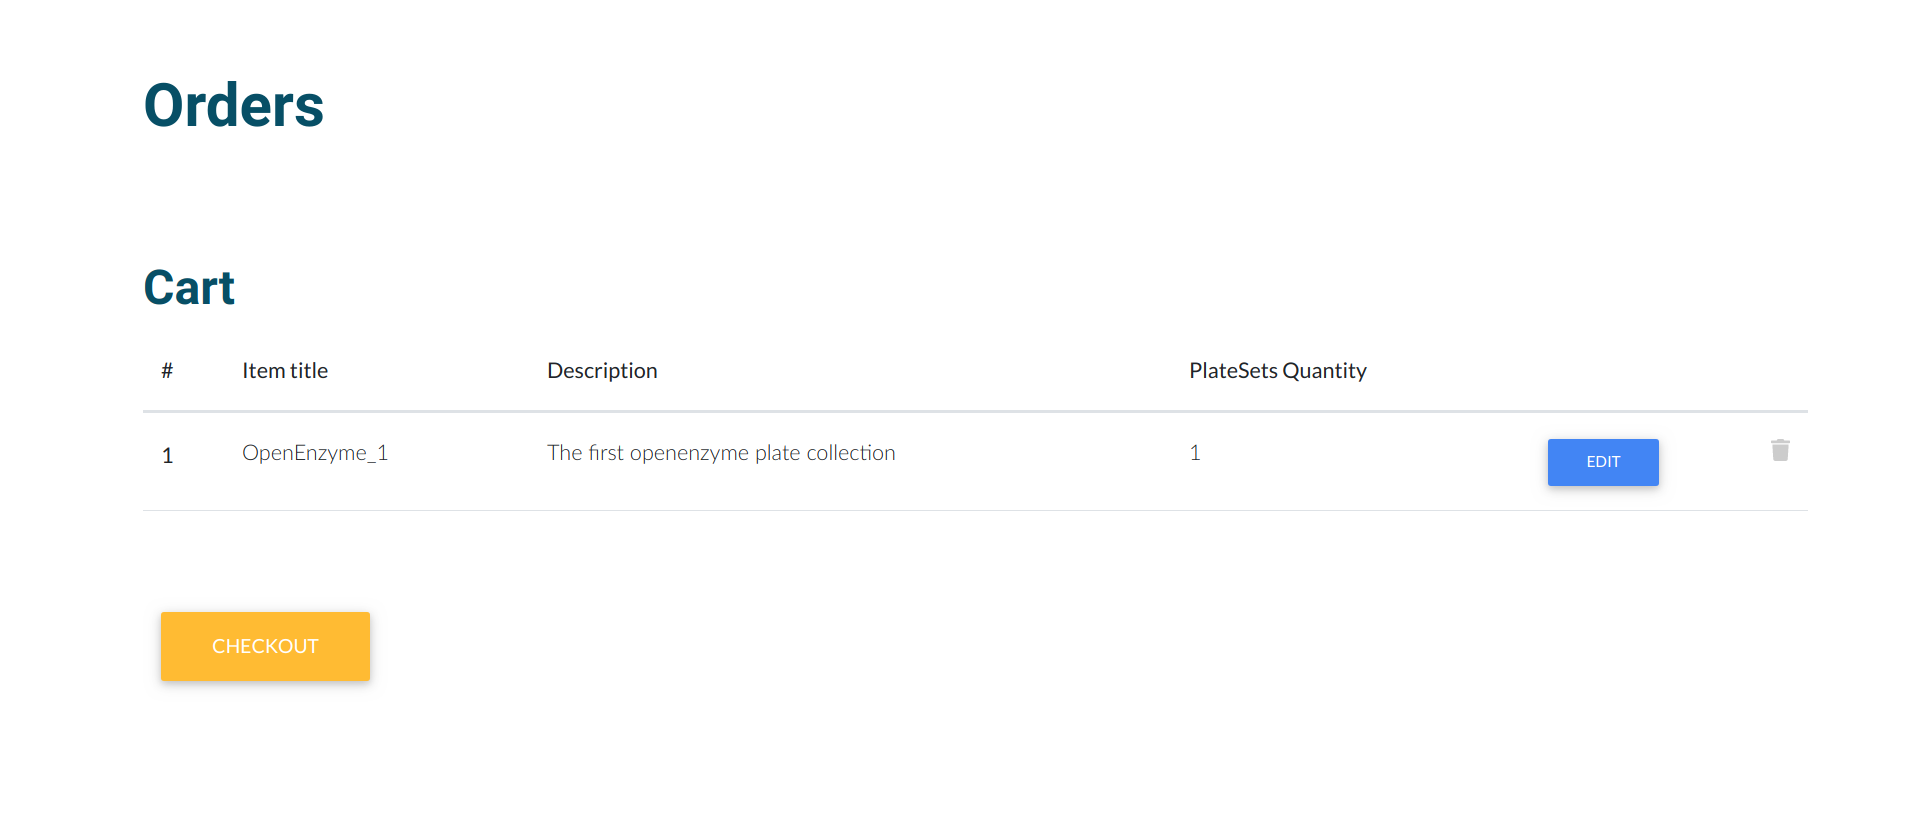 Orders
Cart
# Item title Description PlateSets Quantity
1 OpenEnzyme_1 The first openenzyme plate collection 1 EDIT
CHECKOUT